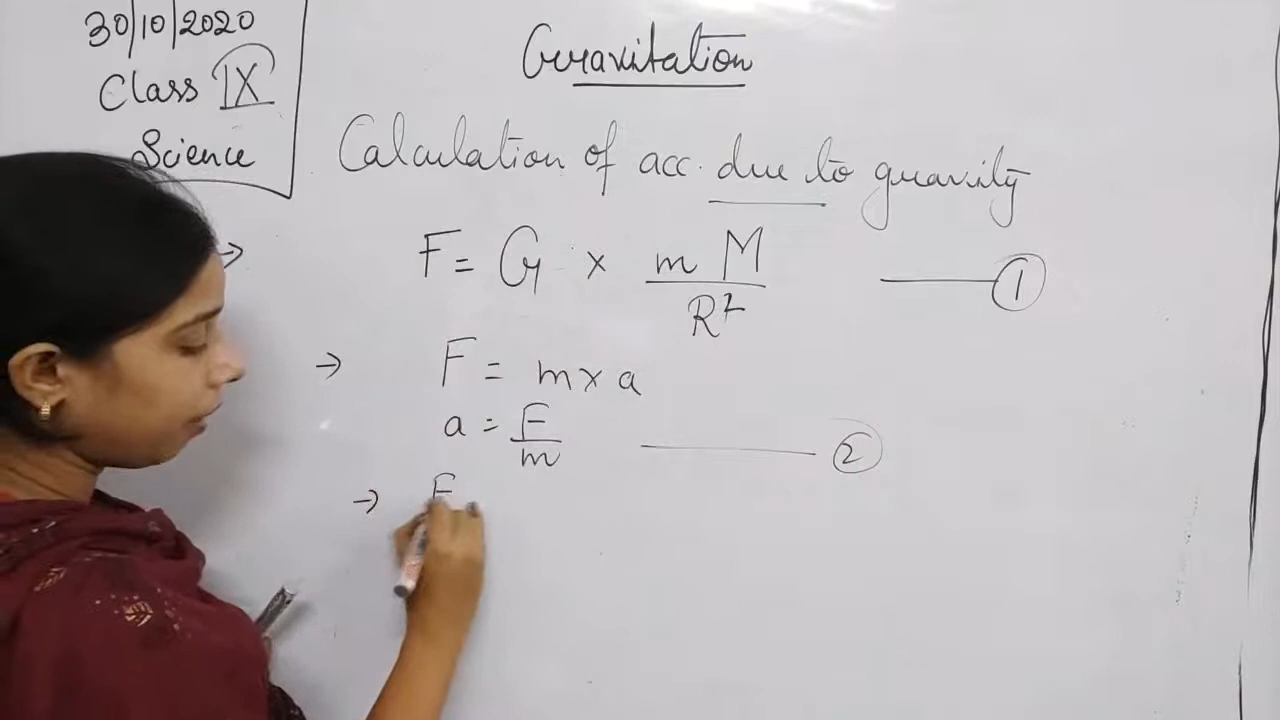 30/10/2020
Class IX
Science
Gravitation
Calculation of acc. due to gravity
→ F = G × m M / R² ——— ①
→ F = m × a
a = F / m ——— ②
→ F